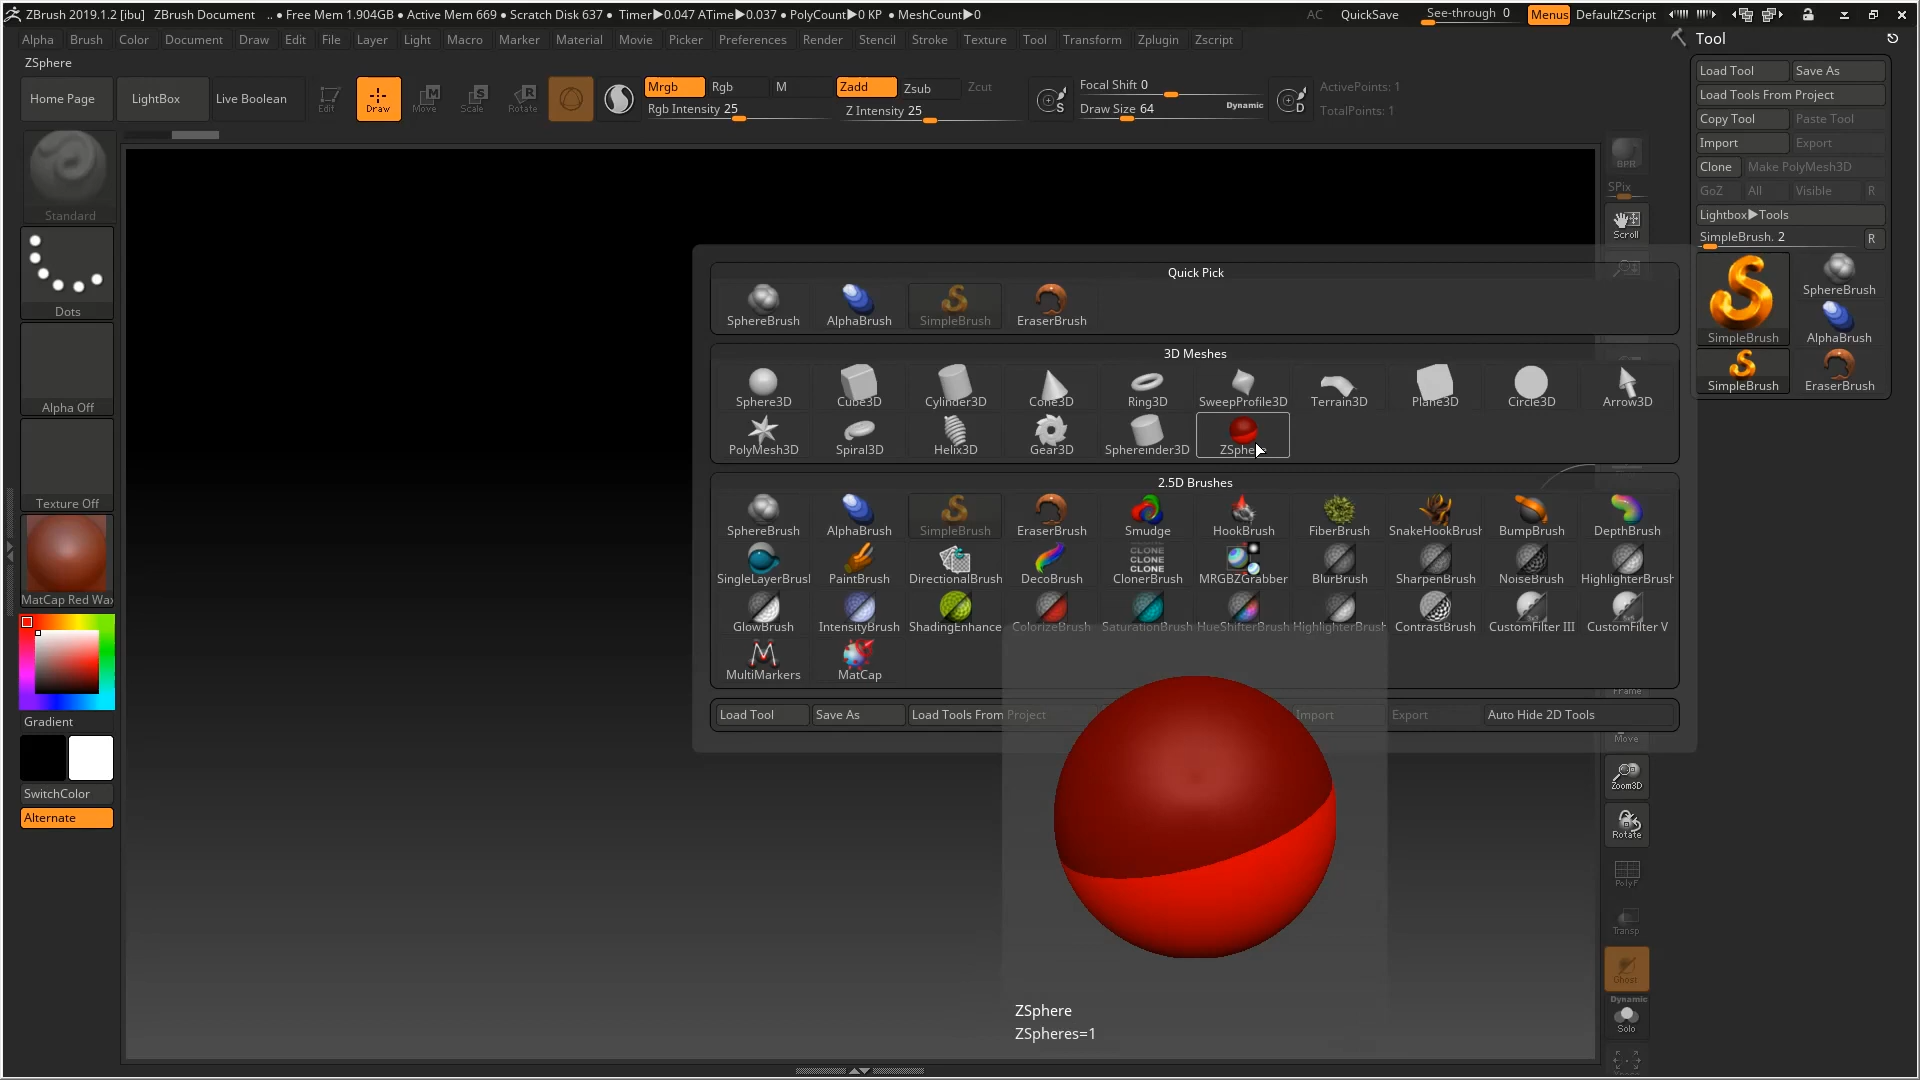 ZBrush 2019.1.2 [ibu] ZBrush Document .. • Free Mem 1.904GB • Active Mem 669 • Scratch Disk 637 • Timer▶0.047 ATime▶0.037 • PolyCount▶0 KP • MeshCount▶0 AC QuickSave See-through 0 Menus DefaultZScript
Alpha Brush Color Document Draw Edit File Layer Light Macro Marker Material Movie Picker Preferences Render Stencil Stroke Texture Tool Transform Zplugin Zscript
ZSphere
Home Page LightBox Live Boolean Edit Draw Move Scale Rotate
Mrgb Rgb M
Rgb Intensity 25
Zadd Zsub Zcut
Z Intensity 25
S
Focal Shift 0
Draw Size 64 Dynamic
D
ActivePoints: 1
TotalPoints: 1
Standard
Dots
Alpha Off
Texture Off
MatCap Red Wax
Gradient
SwitchColor
Alternate
Quick Pick
SphereBrush AlphaBrush SimpleBrush EraserBrush
3D Meshes
Sphere3D Cube3D Cylinder3D Cone3D Ring3D SweepProfile3D Terrain3D Plane3D Circle3D Arrow3D
PolyMesh3D Spiral3D Helix3D Gear3D Sphereinder3D ZSphere
2.5D Brushes
SphereBrush AlphaBrush SimpleBrush EraserBrush Smudge HookBrush FiberBrush SnakeHookBrush BumpBrush DepthBrush
CLONE
CLONE
CLONE
SingleLayerBrush PaintBrush DirectionalBrush DecoBrush ClonerBrush MRGBZGrabber BlurBrush SharpenBrush NoiseBrush HighlighterBrush
GlowBrush IntensityBrush ShadingEnhance ColorizeBrush SaturationBrush HueShifterBrush HighlighterBrush ContrastBrush CustomFilter III CustomFilter V
MultiMarkers MatCap
Load Tool Save As Load Tools From Project Import Export Auto Hide 2D Tools
ZSphere
ZSpheres=1
BPR
SPix
Scroll
Frame
Move
Zoom3D
Rotate
PolyF
Transp
Ghost
Dynamic
Solo
Tool
Load Tool Save As
Load Tools From Project
Copy Tool Paste Tool
Import Export
Clone Make PolyMesh3D
GoZ All Visible R
Lightbox▶Tools
SimpleBrush. 2 R
SphereBrush
SimpleBrush AlphaBrush
SimpleBrush EraserBrush